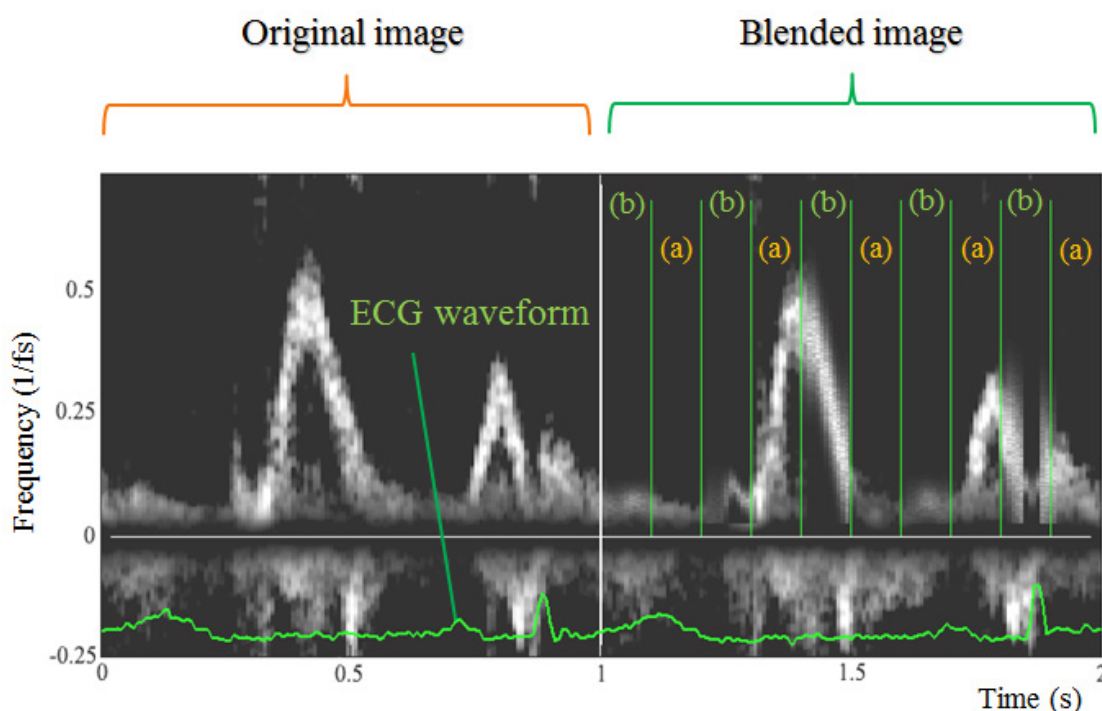 Original image
Blended image
(b) (b) (b) (b) (b)
(a) (a) (a) (a) (a)
0.5
ECG waveform
0.25
Frequency (1/fs)
0
-0.25
0 0.5 1 1.5 2
Time (s)